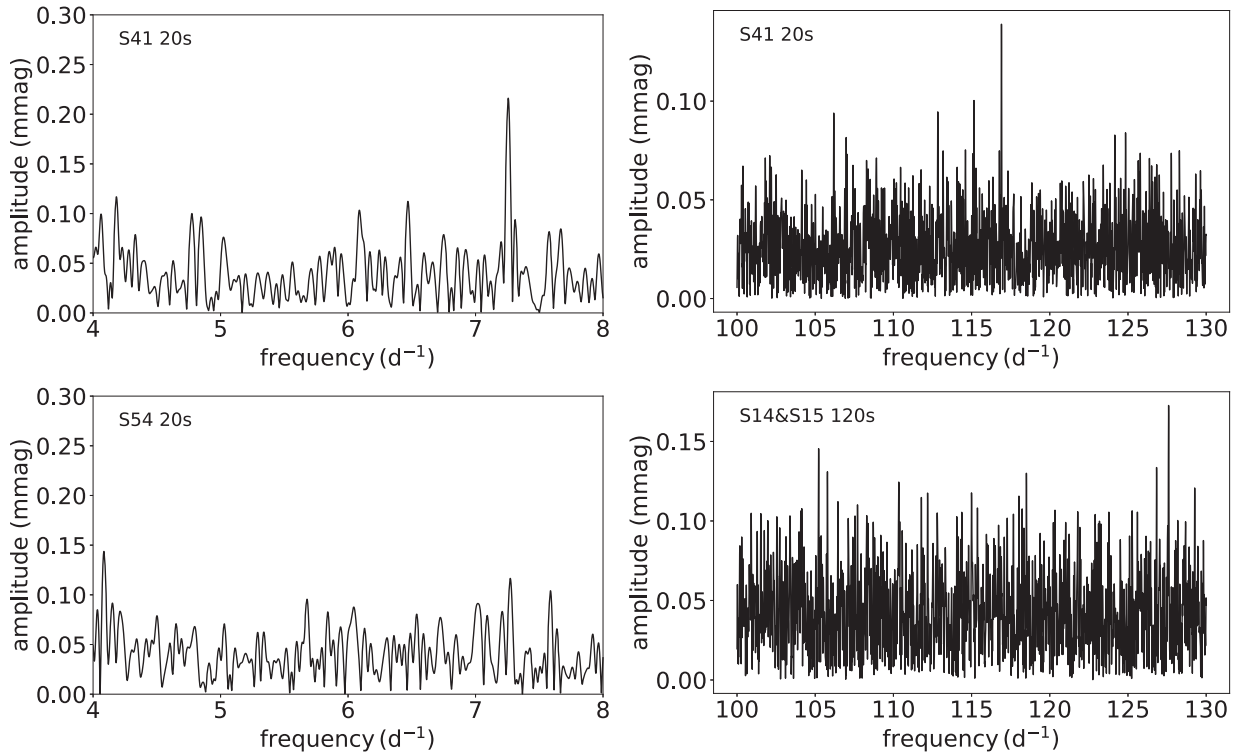 S41 20s
amplitude (mmag)
0.30
0.25
0.20
0.15
0.10
0.05
0.00
4 5 6 7 8
frequency (d⁻¹)
S41 20s
amplitude (mmag)
0.10
0.05
0.00
100 105 110 115 120 125 130
frequency (d⁻¹)
S54 20s
amplitude (mmag)
0.30
0.25
0.20
0.15
0.10
0.05
0.00
4 5 6 7 8
frequency (d⁻¹)
S14&S15 120s
amplitude (mmag)
0.15
0.10
0.05
0.00
100 105 110 115 120 125 130
frequency (d⁻¹)